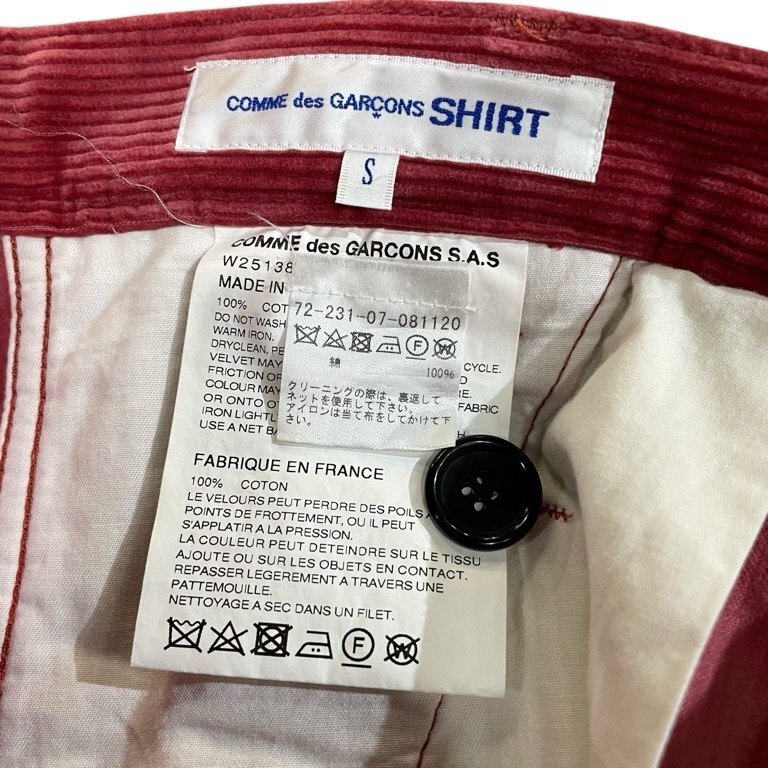 COMME des GARÇONS SHIRT
S
COMME des GARCONS S.A.S
W25138
MADE IN
100% COT
DO NOT WASH
WARM IRON.
DRYCLEAN, CYCLE.
VELVET MAY
FRICTION OR
COLOUR MAY FABRIC
OR ONTO
IRON LIGHTLY
USE A NET
72-231-07-081120
綿 100%
クリーニングの際は、裏返して
ネットを使用して下さい。
アイロンは当て布をしてかけて下
さい。
FABRIQUE EN FRANCE
100% COTON
LE VELOURS PEUT PERDRE DES POILS
POINTS DE FROTTEMENT, OU IL PEUT
S'APPLATIR A LA PRESSION.
LA COULEUR PEUT DETEINDRE SUR LE TISSU
AJOUTE OU SUR LES OBJETS EN CONTACT.
REPASSER LEGEREMENT A TRAVERS UNE
PATTEMOUILLE.
NETTOYAGE A SEC DANS UN FILET.
F
W